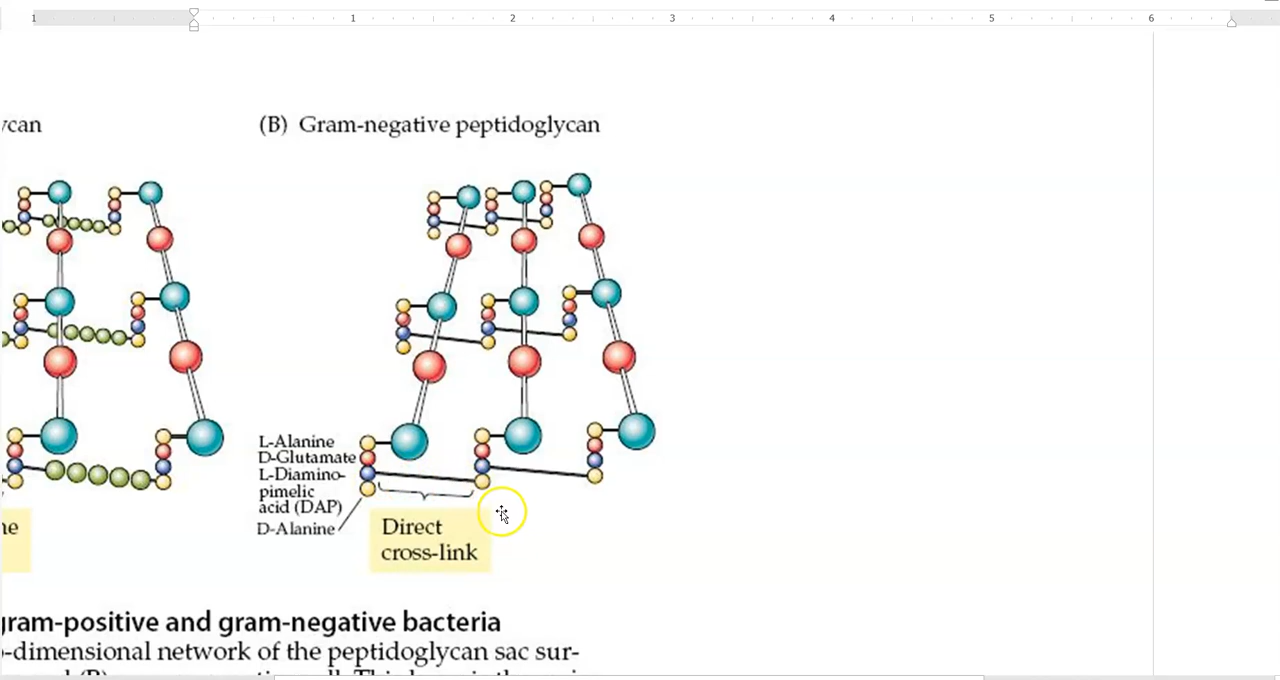 1 1 2 3 4 5 6
ycan
(B) Gram-negative peptidoglycan
L-Alanine
D-Glutamate
L-Diamino-
pimelic
acid (DAP)
D-Alanine
Direct
cross-link
ne
gram-positive and gram-negative bacteria
-dimensional network of the peptidoglycan sac sur-